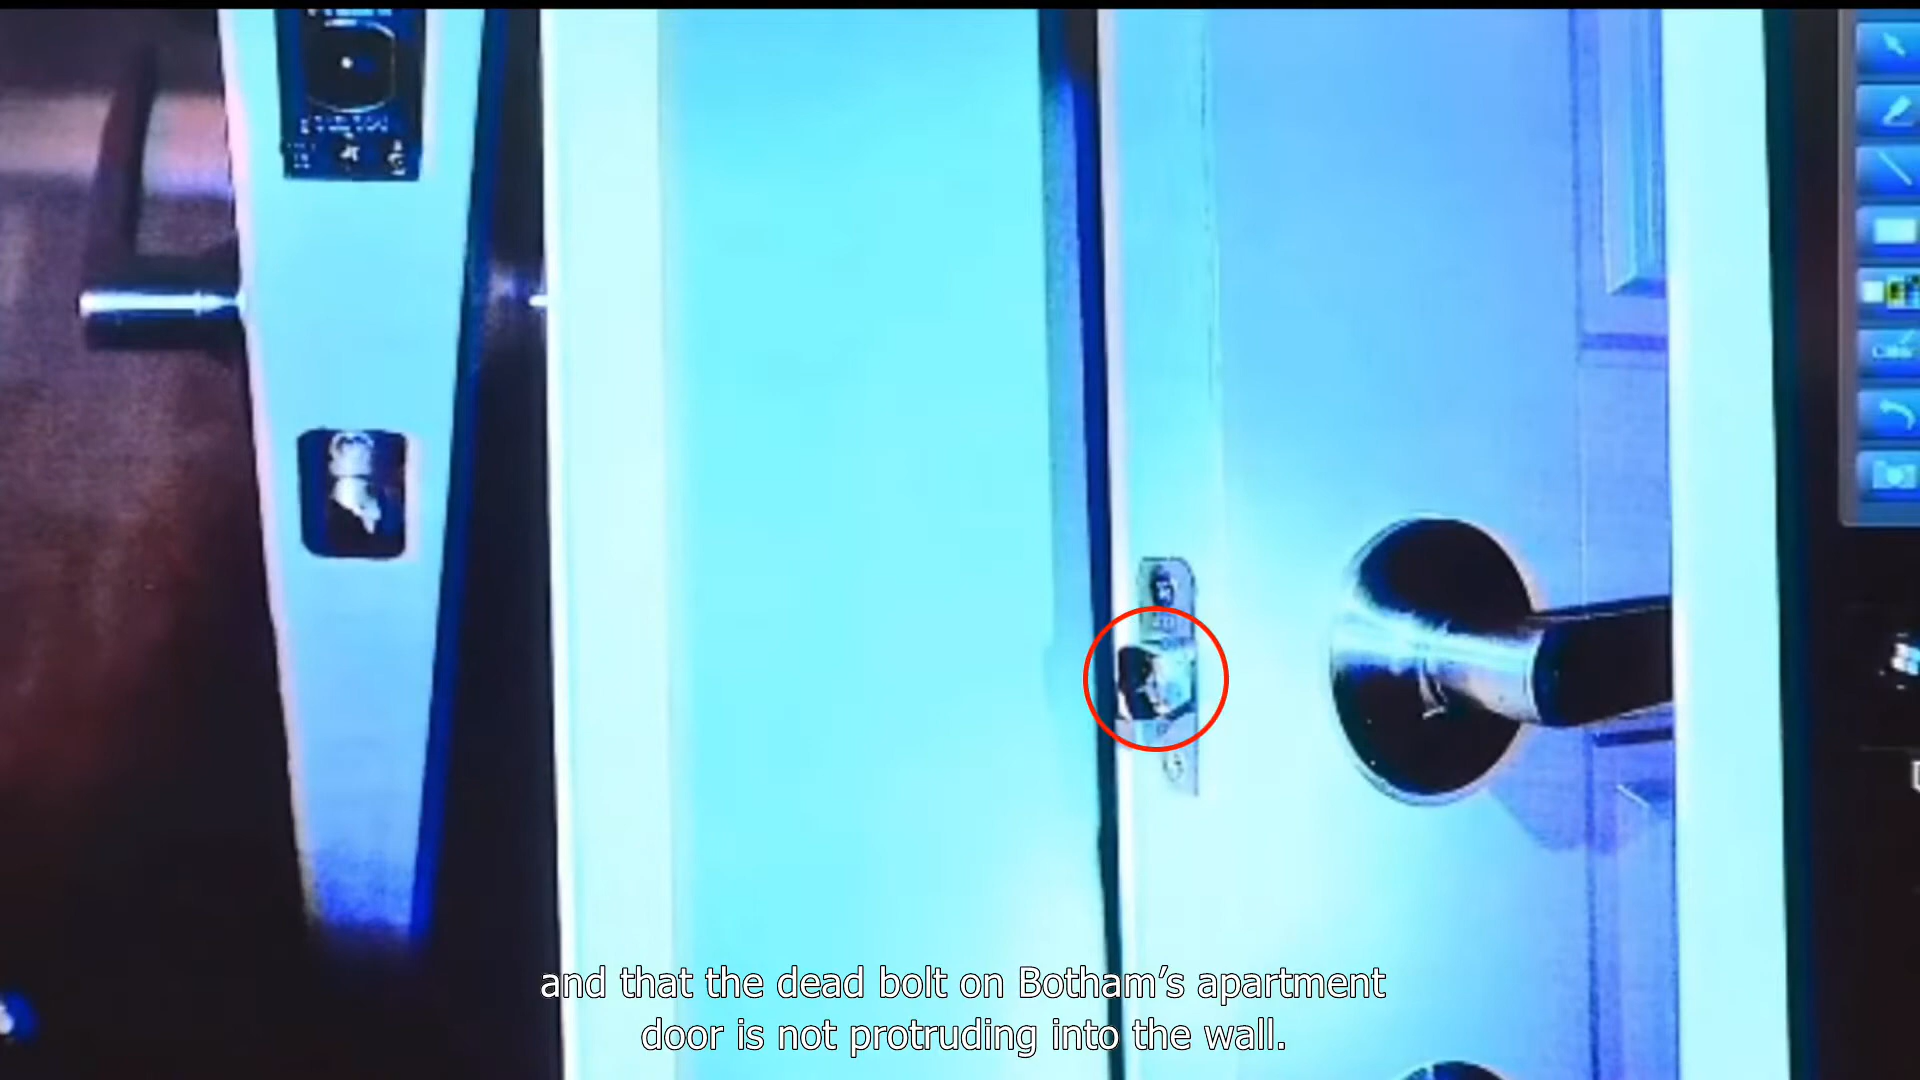 and that the dead bolt on Botham’s apartment
door is not protruding into the wall.